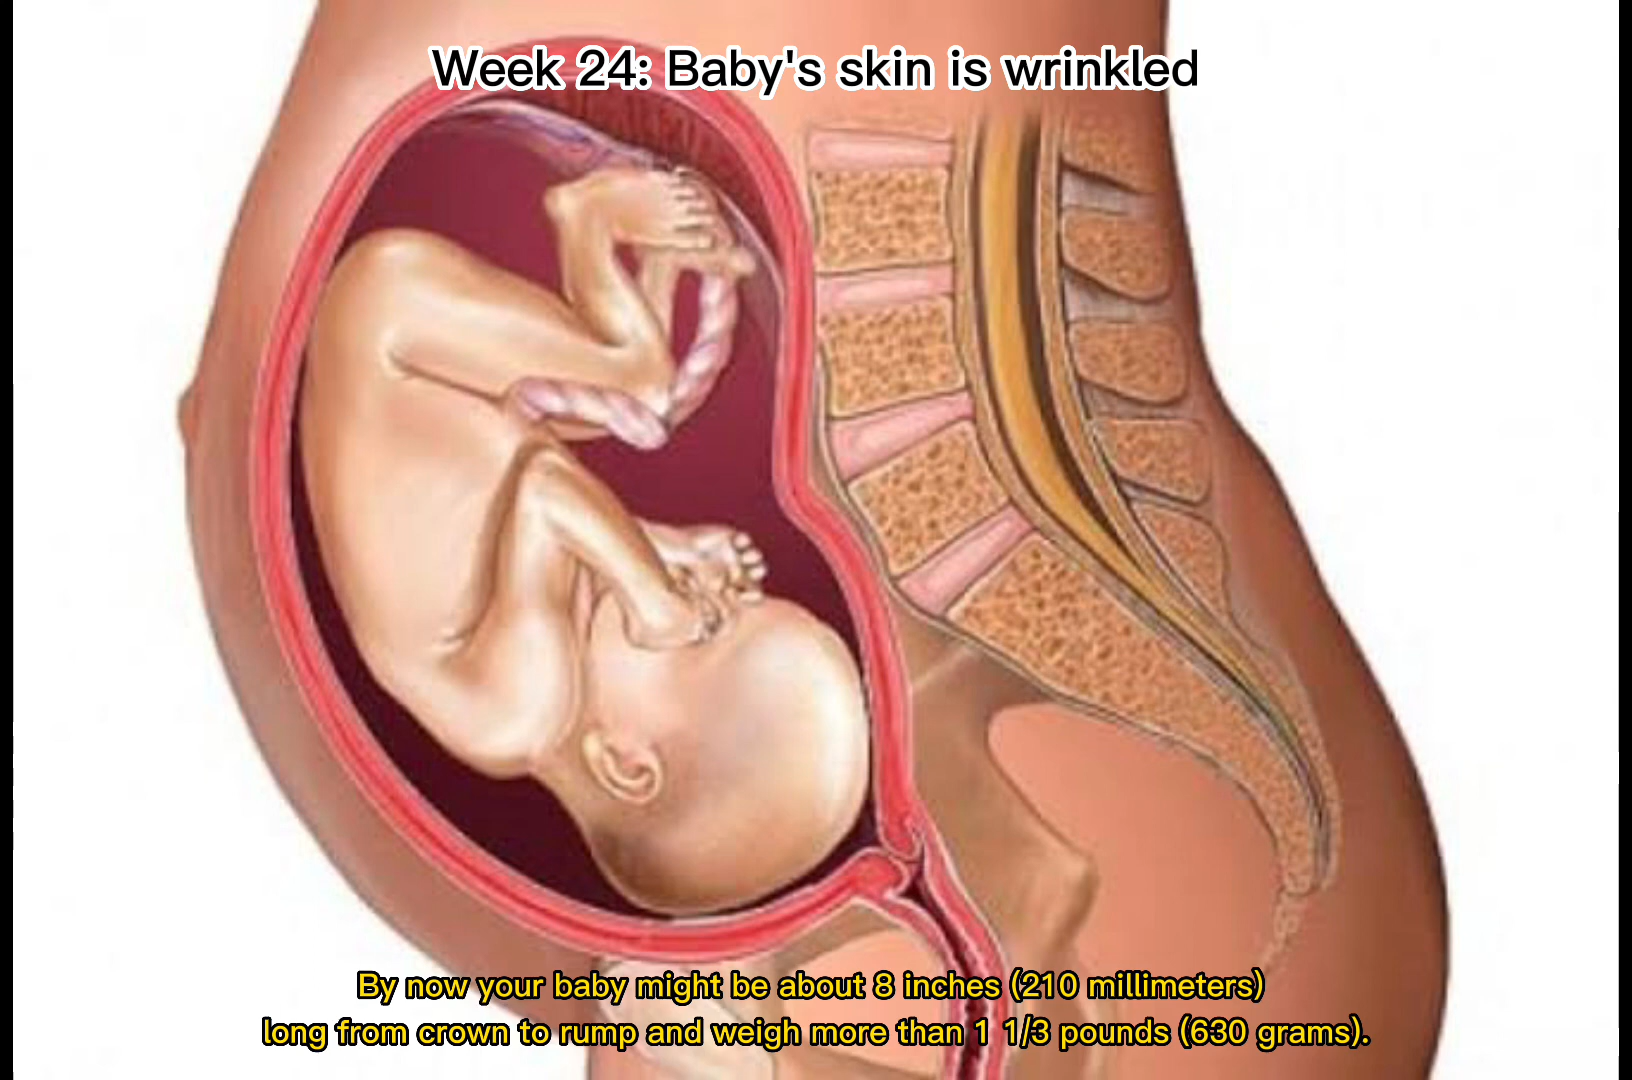 Week 24: Baby's skin is wrinkled
By now your baby might be about 8 inches (210 millimeters)
long from crown to rump and weigh more than 1 1/3 pounds (630 grams).